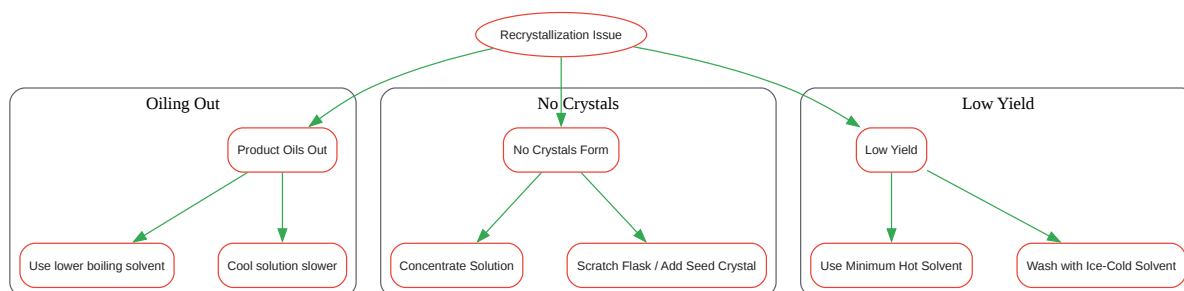 Recrystallization Issue
Oiling Out
No Crystals
Low Yield
Product Oils Out
No Crystals Form
Low Yield
Use lower boiling solvent
Cool solution slower
Concentrate Solution
Scratch Flask / Add Seed Crystal
Use Minimum Hot Solvent
Wash with Ice-Cold Solvent